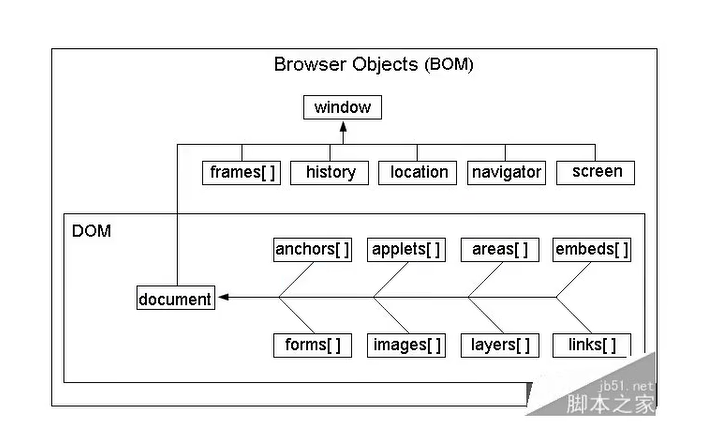 Browser Objects (BOM)
window
frames[ ] history location navigator screen
DOM
anchors[ ] applets[ ] areas[ ] embeds[ ]
document
forms[ ] images[ ] layers[ ] links[ ]
jb51.net
脚本之家